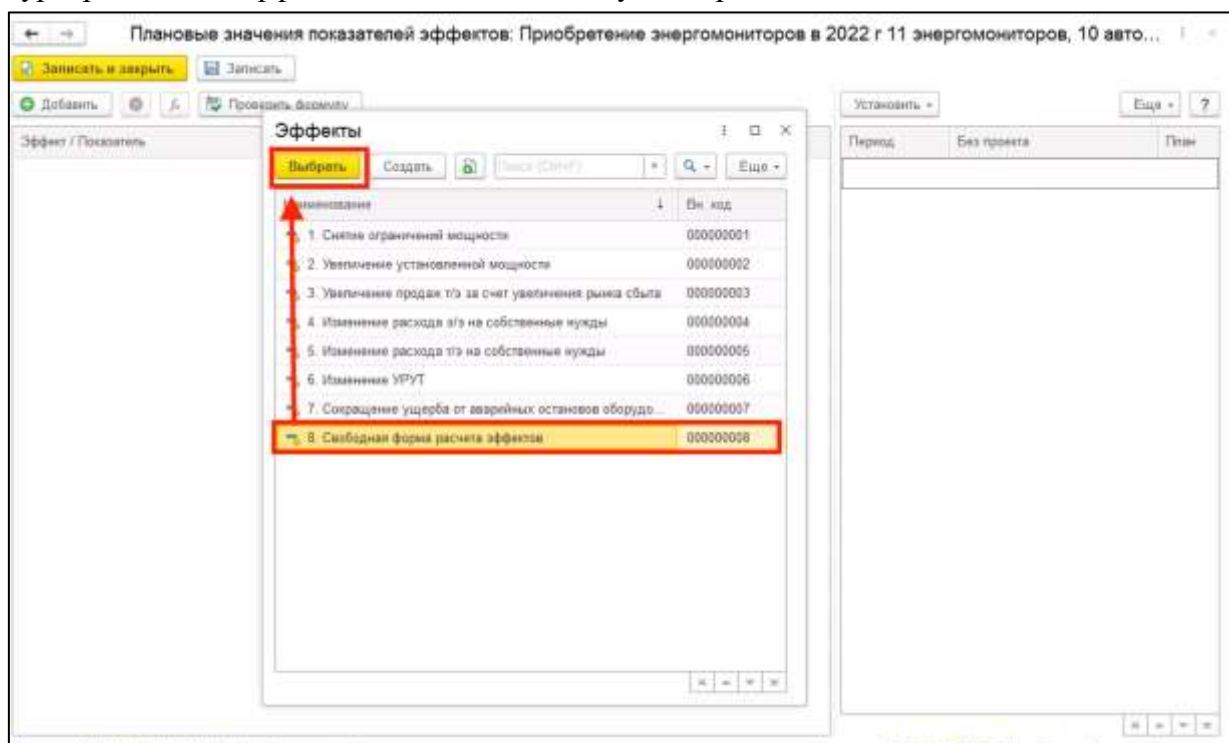 Плановые значения показателей эффектов: Приобретение энергомониторов в 2022 г 11 энергомониторов, 10 авто...
Записать и закрыть Записать
Добавить Проверить формулу Установить Еще ?
Эффект / Показатель Период Без проекта План
Эффекты
Выбрать Создать Поиск (Ctrl+F) Еще
Наименование Вн. код
1. Снятие ограничений мощности 000000001
2. Увеличение установленной мощности 000000002
3. Увеличение продаж т/э за счет увеличения рынка сбыта 000000003
4. Изменение расхода э/э на собственные нужды 000000004
5. Изменение расхода т/э на собственные нужды 000000005
6. Изменение УРУТ 000000006
7. Сокращение ущерба от аварийных остановов оборудо... 000000007
8. Свободная форма расчета эффектов 000000008